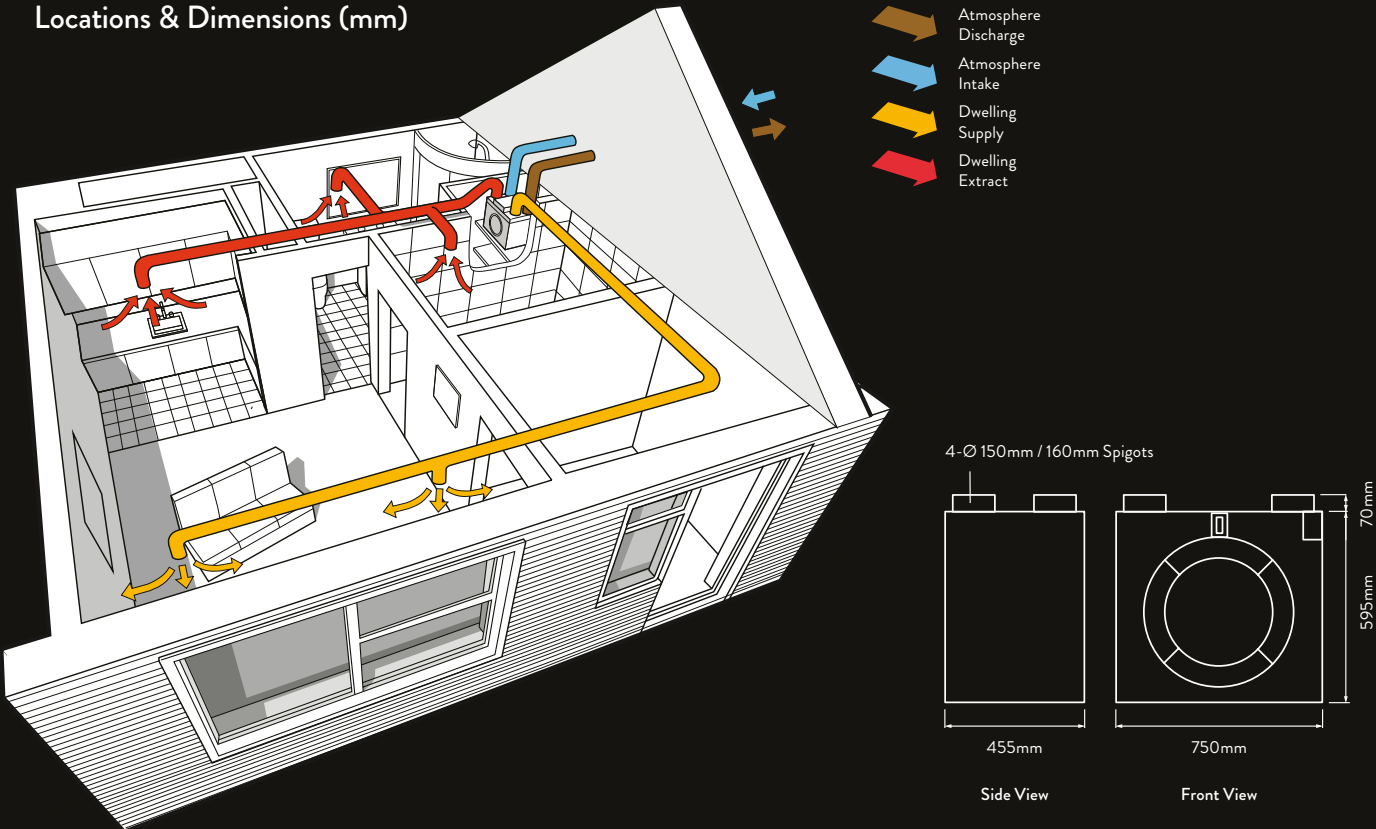 Locations & Dimensions (mm)
Atmosphere
Discharge
Atmosphere
Intake
Dwelling
Supply
Dwelling
Extract
4-Ø 150mm / 160mm Spigots
70mm
595mm
455mm
750mm
Side View
Front View